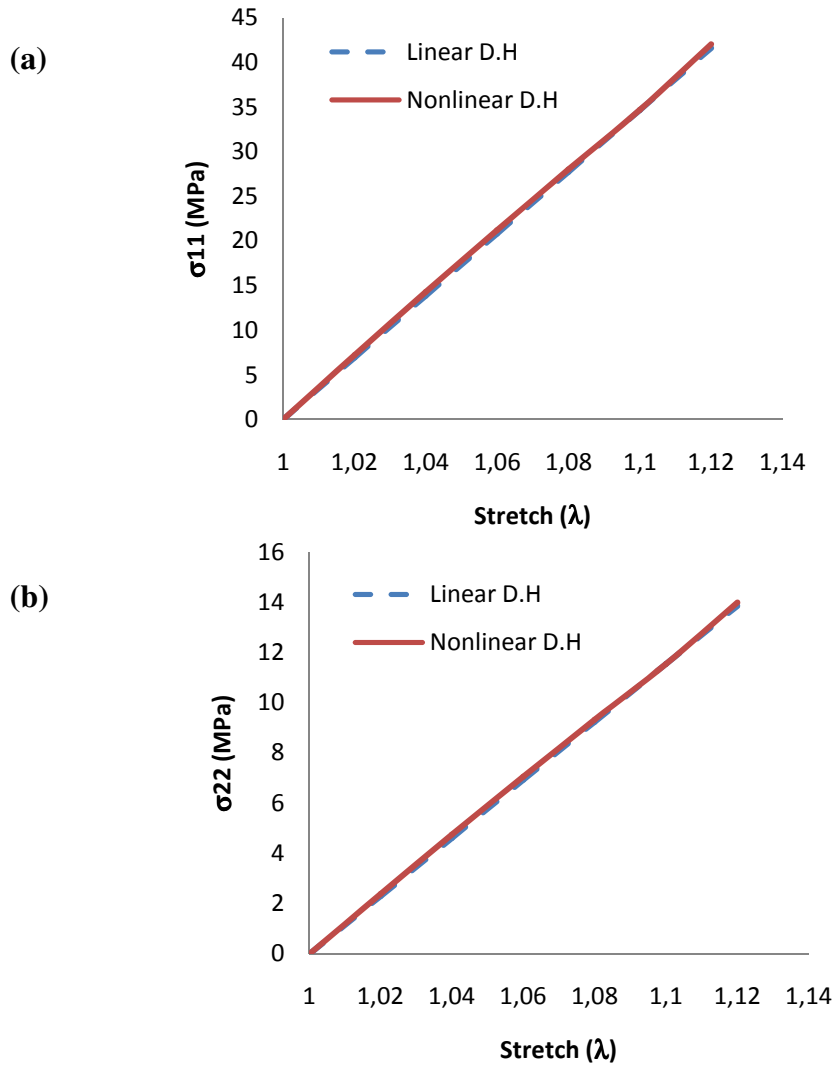 (a)
45
40
35
30
25
20
15
10
5
0
σ11 (MPa)
Linear D.H
Nonlinear D.H
1 1,02 1,04 1,06 1,08 1,1 1,12 1,14
Stretch (λ)
(b)
16
14
12
10
8
6
4
2
0
σ22 (MPa)
Linear D.H
Nonlinear D.H
1 1,02 1,04 1,06 1,08 1,1 1,12 1,14
Stretch (λ)